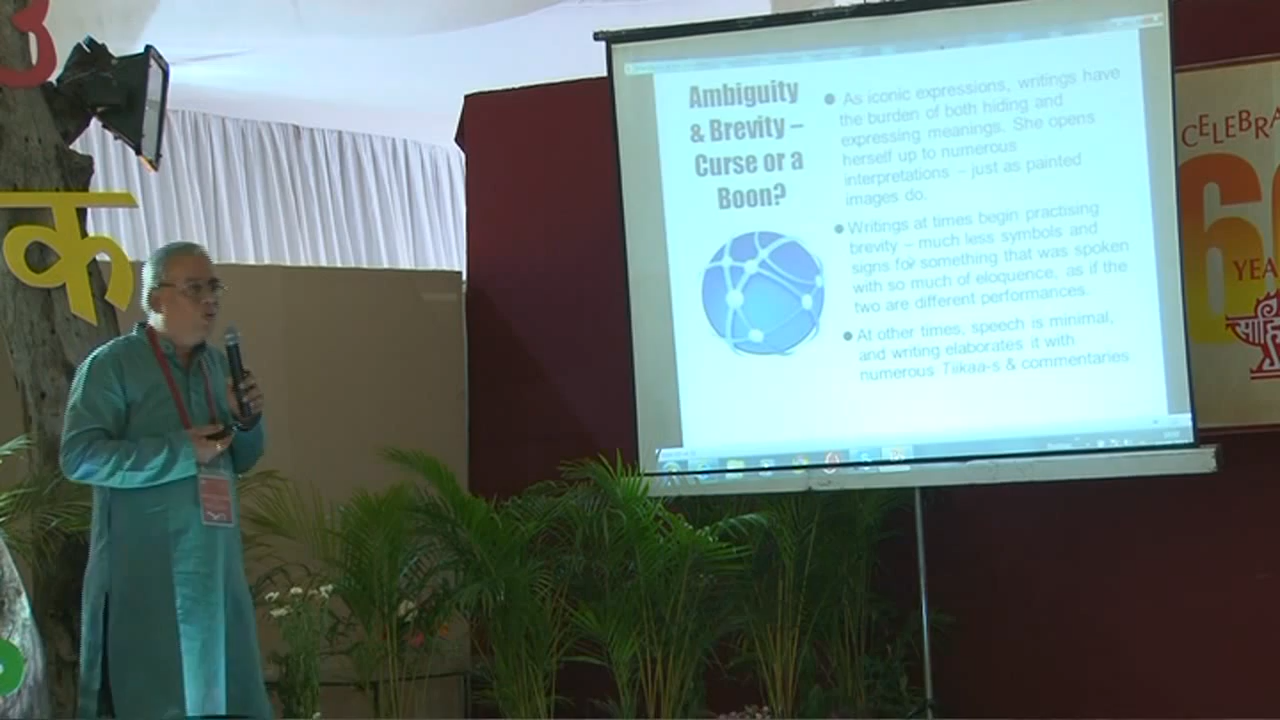 3
क
Ambiguity
& Brevity –
Curse or a
Boon?
● As iconic expressions, writings have
the burden of both hiding and
expressing meanings. She opens
herself up to numerous
interpretations – just as painted
images do.
● Writings at times begin practising
brevity – much less symbols and
signs for something that was spoken
with so much of eloquence, as if the
two are different performances.
● At other times, speech is minimal,
and writing elaborates it with
numerous Tiikaa-s & commentaries.
CELEBRA
6
YEA
साहि